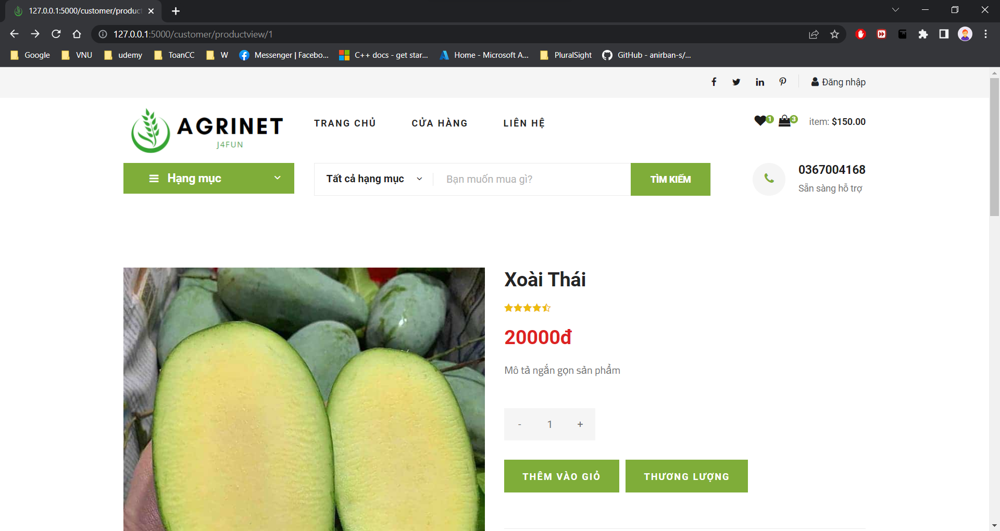 127.0.0.1:5000/customer/product
127.0.0.1:5000/customer/productview/1
Google VNU udemy ToanCC W Messenger | Facebo... C++ docs - get star... Home - Microsoft A... PluralSight GitHub - anirban-s/...
Đăng nhập
AGRINET
J4FUN
TRANG CHỦ CỬA HÀNG LIÊN HỆ
1 3 item: $150.00
Hạng mục
Tất cả hạng mục Bạn muốn mua gì? TÌM KIẾM
0367004168
Sẵn sàng hỗ trợ
Xoài Thái
20000đ
Mô tả ngắn gọn sản phẩm
- 1 +
THÊM VÀO GIỎ THƯƠNG LƯỢNG